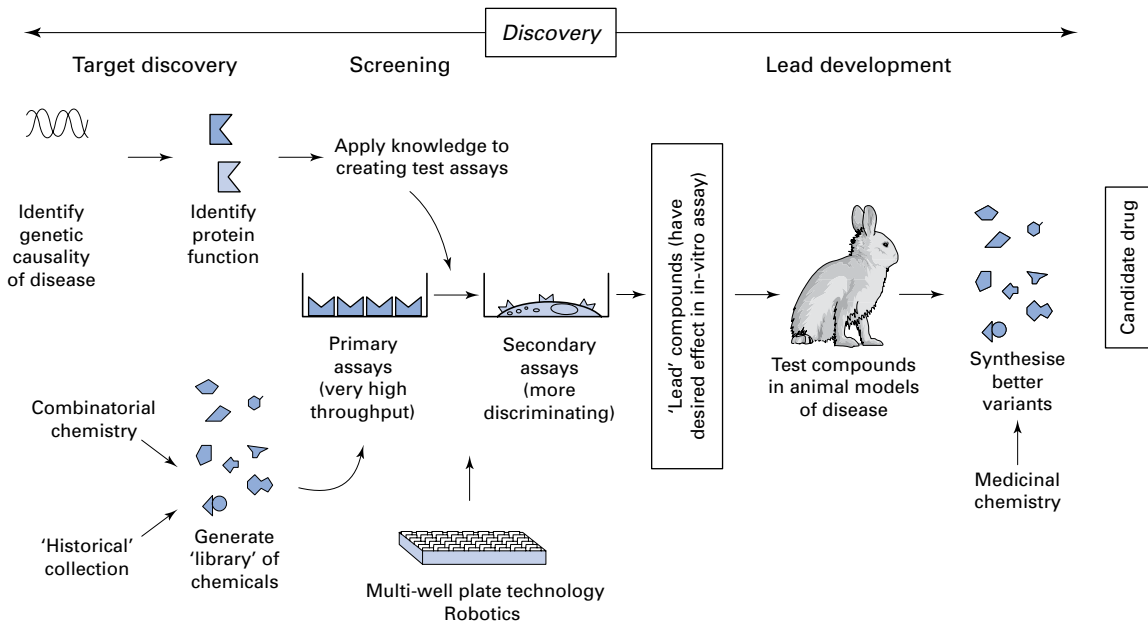 Discovery
Target discovery
Screening
Lead development
Identify
genetic
causality
of disease
Identify
protein
function
Apply knowledge to
creating test assays
Primary
assays
(very high
throughput)
Secondary
assays
(more
discriminating)
'Lead' compounds (have
desired effect in in-vitro assay)
Test compounds
in animal models
of disease
Synthesise
better
variants
Candidate drug
Combinatorial
chemistry
'Historical'
collection
Generate
'library' of
chemicals
Multi-well plate technology
Robotics
Medicinal
chemistry